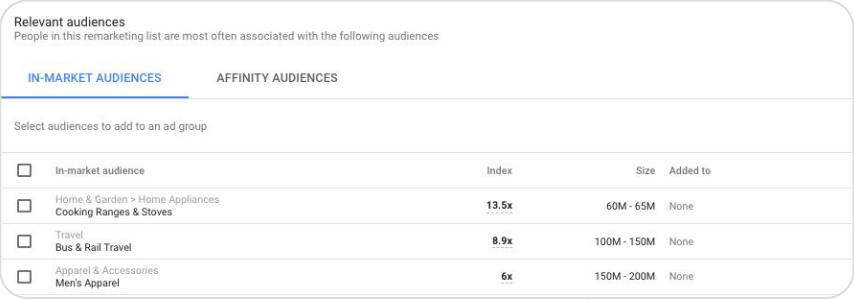 Relevant audiences
People in this remarketing list are most often associated with the following audiences
IN-MARKET AUDIENCES AFFINITY AUDIENCES
Select audiences to add to an ad group
In-market audience Index Size Added to
Home & Garden > Home Appliances
Cooking Ranges & Stoves 13.5x 60M - 65M None
Travel
Bus & Rail Travel 8.9x 100M - 150M None
Apparel & Accessories
Men's Apparel 6x 150M - 200M None